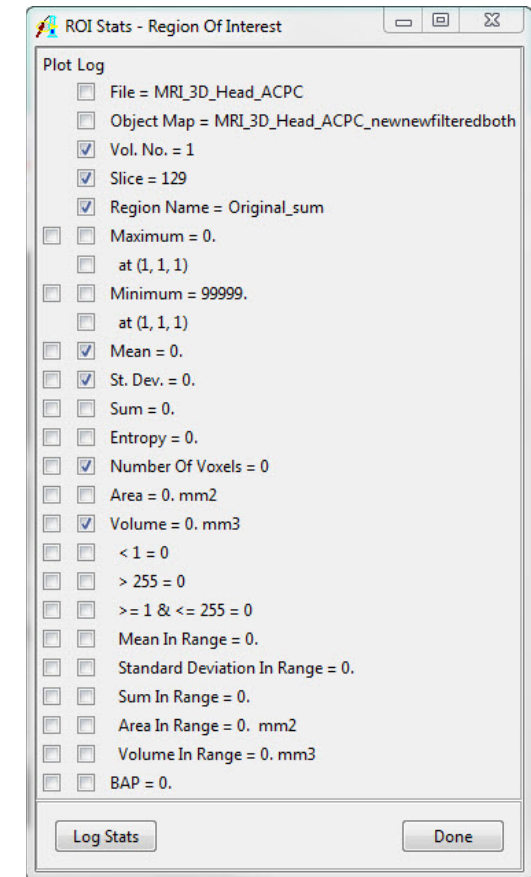 ROI Stats - Region Of Interest
Plot Log
File = MRI_3D_Head_ACPC
Object Map = MRI_3D_Head_ACPC_newnewfilteredboth
Vol. No. = 1
Slice = 129
Region Name = Original_sum
Maximum = 0.
at (1, 1, 1)
Minimum = 99999.
at (1, 1, 1)
Mean = 0.
St. Dev. = 0.
Sum = 0.
Entropy = 0.
Number Of Voxels = 0
Area = 0. mm2
Volume = 0. mm3
< 1 = 0
> 255 = 0
>= 1 & <= 255 = 0
Mean In Range = 0.
Standard Deviation In Range = 0.
Sum In Range = 0.
Area In Range = 0. mm2
Volume In Range = 0. mm3
BAP = 0.
Log Stats Done